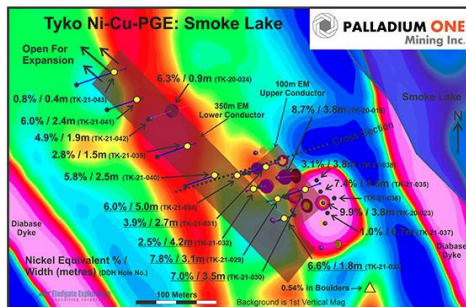 Tyko Ni-Cu-PGE: Smoke Lake
PALLADIUM ONE
Mining Inc.
Open For
Expansion
6.3% / 0.9m (TK-20-024)
100m EM
Upper Conductor
Smoke Lake
0.8% / 0.4m (TK-21-043)
350m EM
Lower Conductor
8.7% / 3.8m
6.0% / 2.4m (TK-21-041)
Cross Section
4.9% / 1.9m (TK-21-042)
3.1% / 3.8m
2.8% / 1.5m (TK-21-039)
7.4%
(TK-21-035)
5.8% / 2.5m (TK-21-040)
9.9% / 3.8m (TK-20-023)
6.0% / 5.0m
1.0% /
(TK-21-037)
3.9% / 2.7m
Diabase
Dyke
2.5% / 4.2m (TK-21-032)
Diabase
Dyke
7.8% / 3.1m (TK-21-029)
Nickel Equivalent % /
Width (metres) (DDH Hole No.)
7.0% / 3.5m (TK-21-030)
6.6% / 1.8m
100 Meters
0.54% in Boulders
Background is 1st Vertical Mag